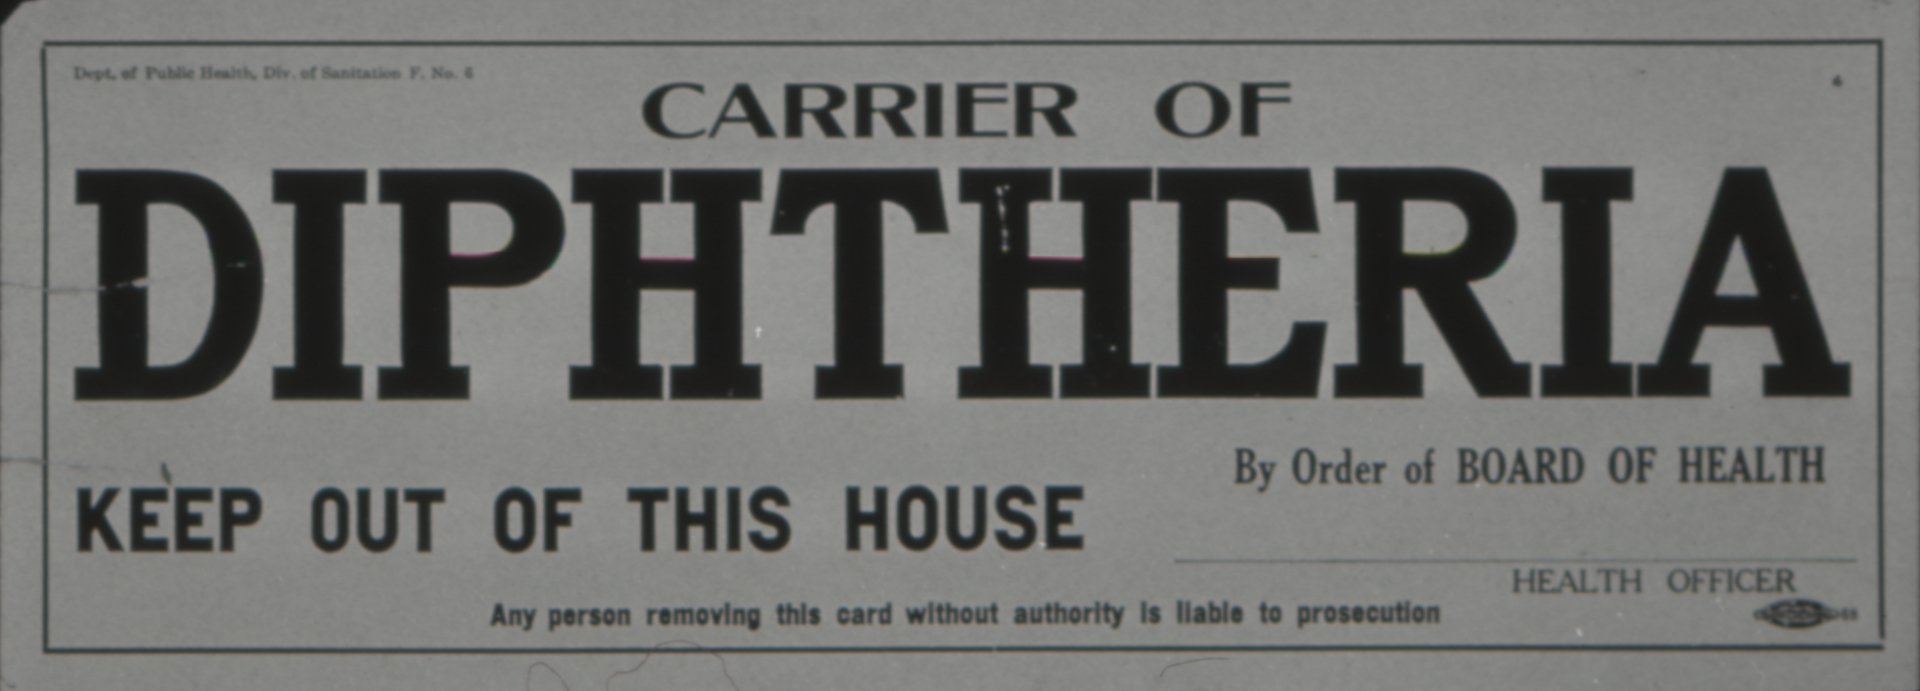 Dept. of Public Health, Div. of Sanitation F. No. 6
CARRIER OF
DIPHTHERIA
By Order of BOARD OF HEALTH
KEEP OUT OF THIS HOUSE
HEALTH OFFICER
Any person removing this card without authority is liable to prosecution